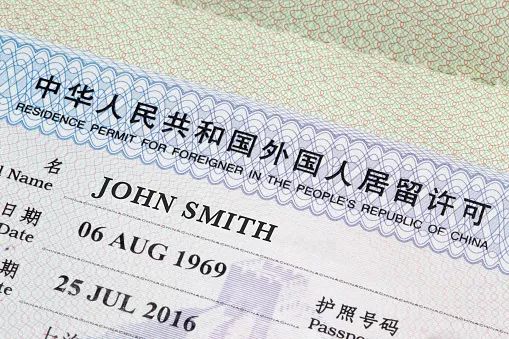 中华人民共和国外国人居留许可
RESIDENCE PERMIT FOR FOREIGNER IN THE PEOPLE'S REPUBLIC OF CHINA
名
Name JOHN SMITH
日期
Date 06 AUG 1969
期
25 JUL 2016
护照号码